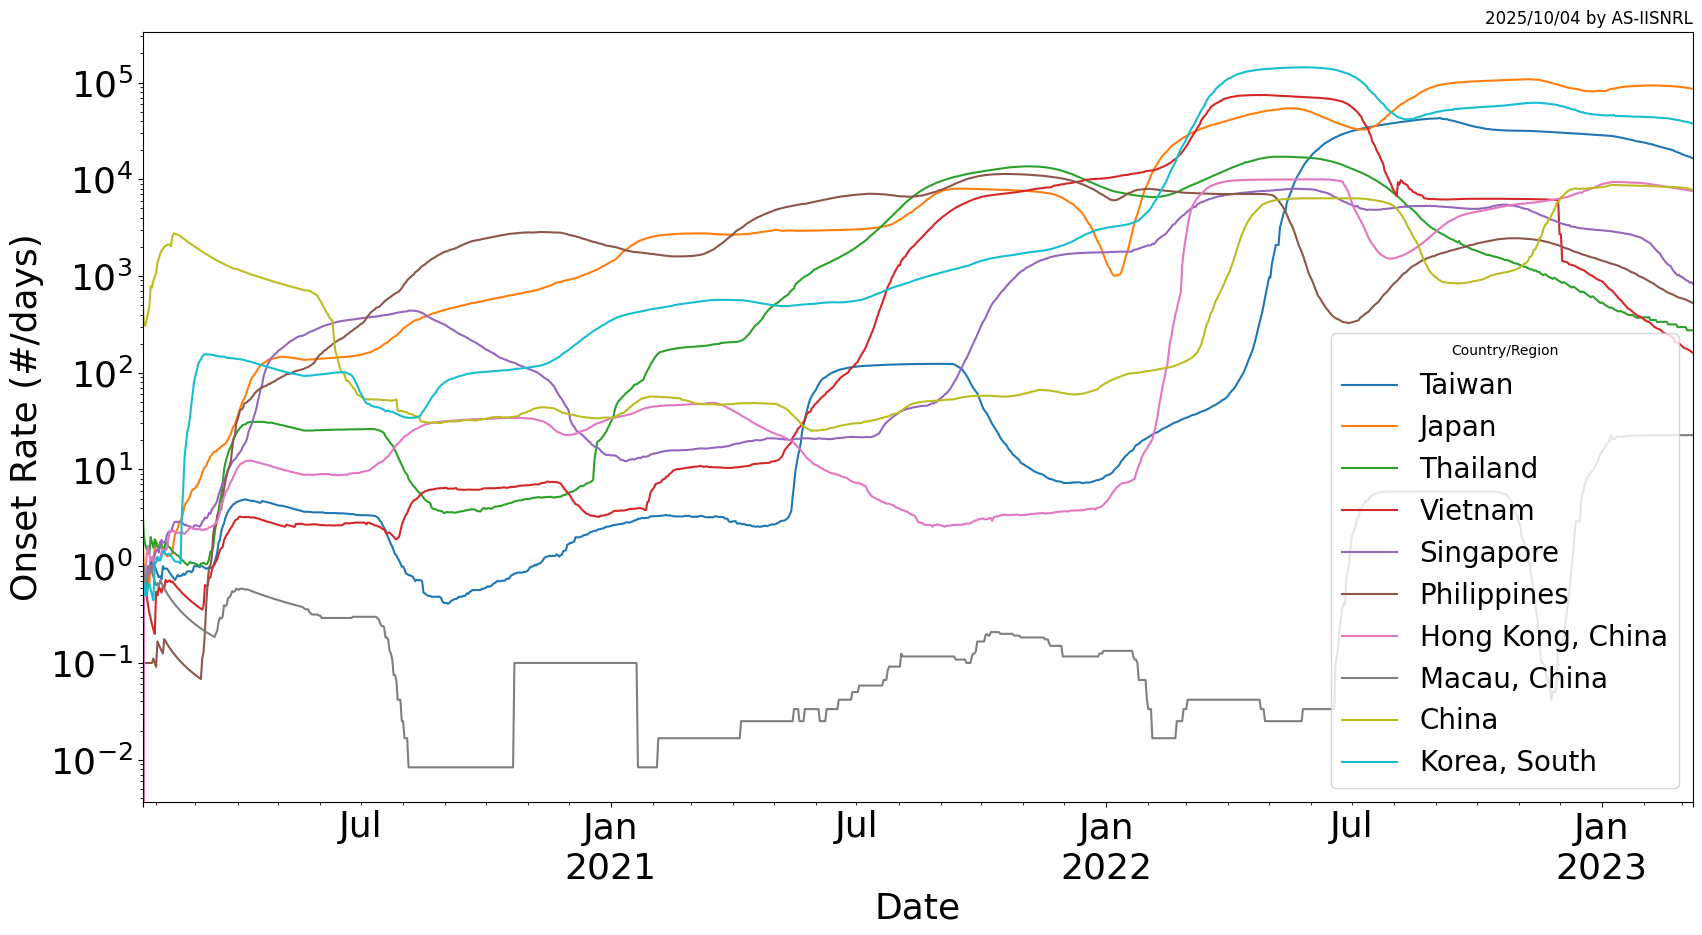 2025/10/04 by AS-IISNRL
Onset Rate (#/days)
10^5
10^4
10^3
10^2
10^1
10^0
10^−1
10^−2
Country/Region
Taiwan
Japan
Thailand
Vietnam
Singapore
Philippines
Hong Kong, China
Macau, China
China
Korea, South
Jul
Jan
2021
Jul
Jan
2022
Jul
Jan
2023
Date